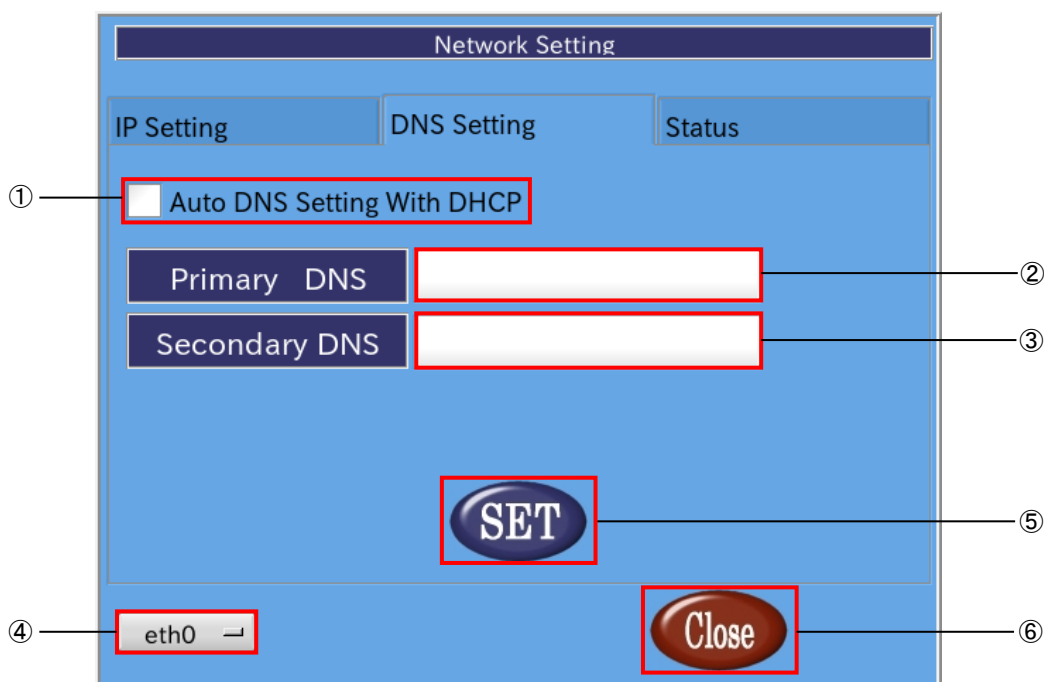 Network Setting
IP Setting DNS Setting Status
① Auto DNS Setting With DHCP
Primary DNS ②
Secondary DNS ③
SET ⑤
④ eth0 Close ⑥